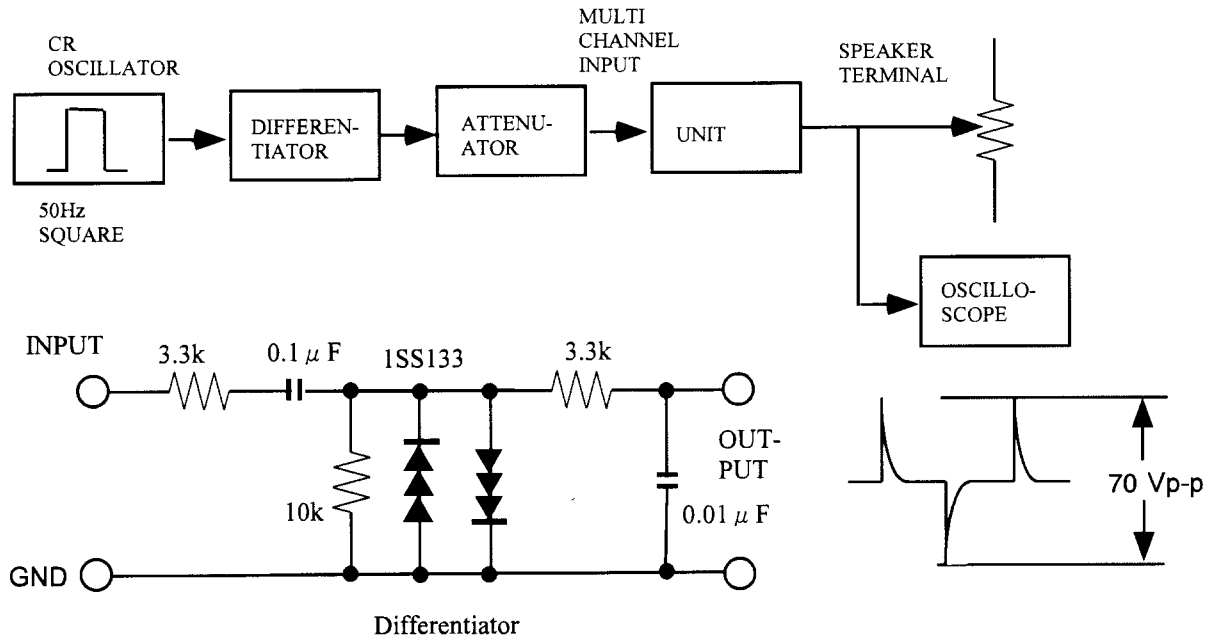 CR
OSCILLATOR
50Hz
SQUARE
DIFFEREN-
TIATOR
ATTENU-
ATOR
MULTI
CHANNEL
INPUT
UNIT
SPEAKER
TERMINAL
OSCILLO-
SCOPE
INPUT
3.3k
0.1 μ F
1SS133
3.3k
10k
OUT-
PUT
0.01 μ F
GND
Differentiator
70 Vp-p